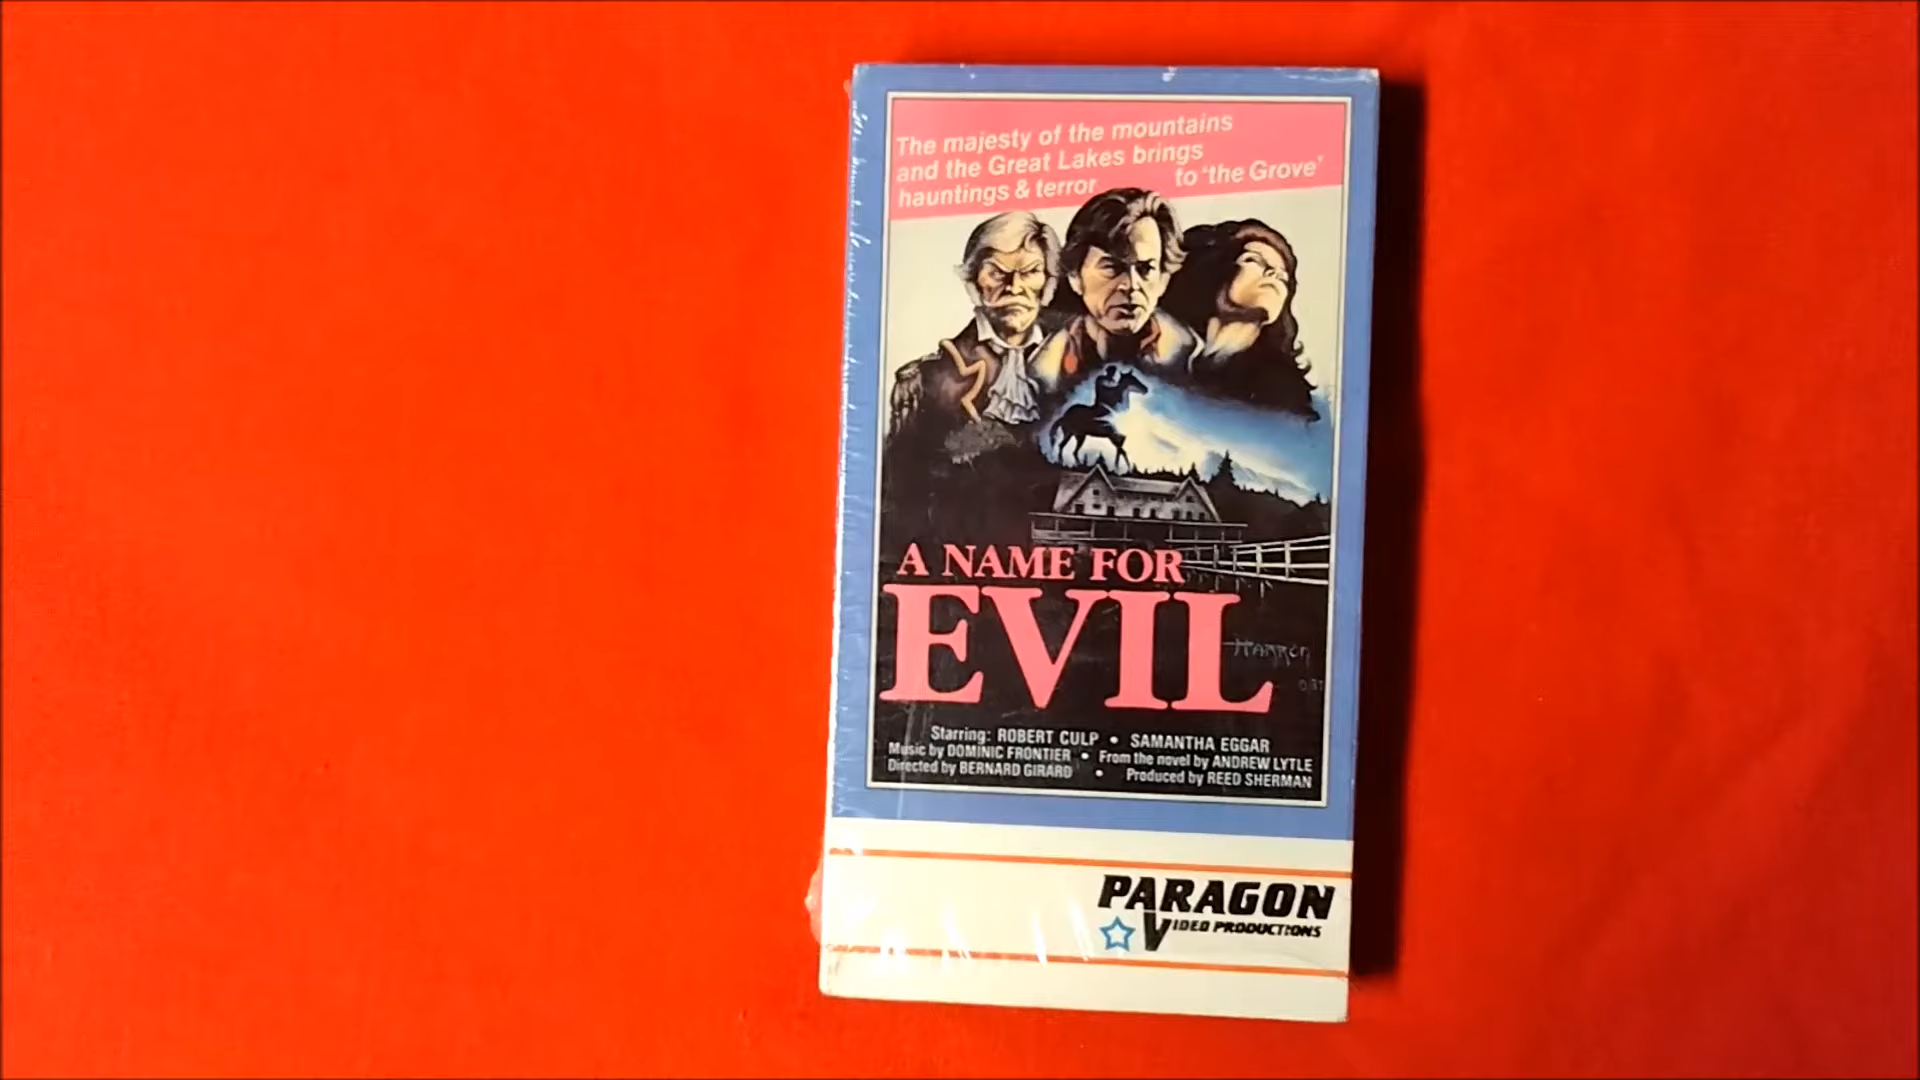 The majesty of the mountains
and the Great Lakes brings
hauntings & terror to 'the Grove'
A NAME FOR
EVIL
Starring: ROBERT CULP • SAMANTHA EGGAR
Music by DOMINIC FRONTIER • From the novel by ANDREW LYTLE
Directed by BERNARD GIRARD • Produced by REED SHERMAN
PARAGON
VIDEO PRODUCTIONS